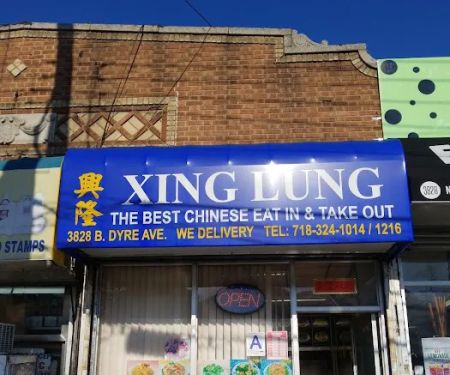 興隆
XING LUNG
THE BEST CHINESE EAT IN & TAKE OUT
3828 B. DYRE AVE. WE DELIVERY TEL: 718-324-1014 / 1216
STAMPS
3828
OPEN
A